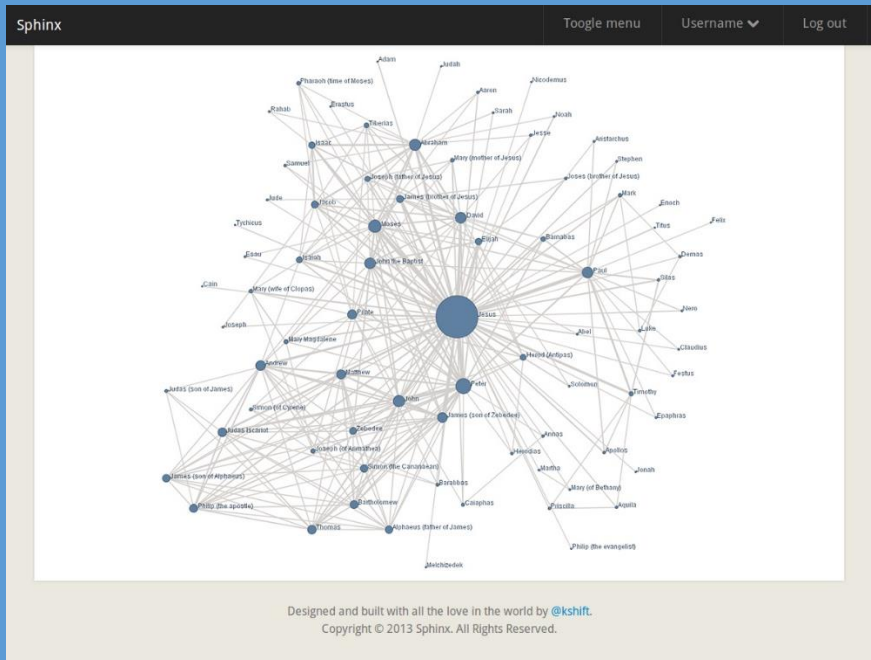 Sphinx
Toogle menu
Username
Log out
Adam
Judah
Pharaoh (time of Moses)
Nicodemus
Aaron
Rahab
Erastus
Sarah
Noah
Tiberias
Jesse
Isaac
Abraham
Aristarchus
Mary (mother of Jesus)
Stephen
Samuel
Joseph (father of Jesus)
Joses (brother of Jesus)
Jude
James (brother of Jesus)
Mark
Jacob
Enoch
David
Tychicus
Moses
Titus
Felix
Elijah
Barnabas
Esau
Isaiah
John the Baptist
Demas
Paul
Silas
Cain
Mary (wife of Clopas)
Nero
Pilate
Jesus
Joseph
Abel
Luke
Mary Magdalene
Claudius
Herod (Antipas)
Andrew
Matthew
Festus
Judas (son of James)
Peter
Solomon
Timothy
John
Simon (of Cyrene)
James (son of Zebedee)
Epaphras
Judas Iscariot
Zebedee
Annas
Joseph (of Arimathea)
Herodias
Apollos
Simon (the Cananaean)
Martha
Jonah
James (son of Alphaeus)
Barabbas
Mary (of Bethany)
Philip (the apostle)
Bartholomew
Caiaphas
Priscilla
Aquila
Thomas
Alphaeus (father of James)
Philip (the evangelist)
Melchizedek
Designed and built with all the love in the world by @kshift.
Copyright © 2013 Sphinx. All Rights Reserved.